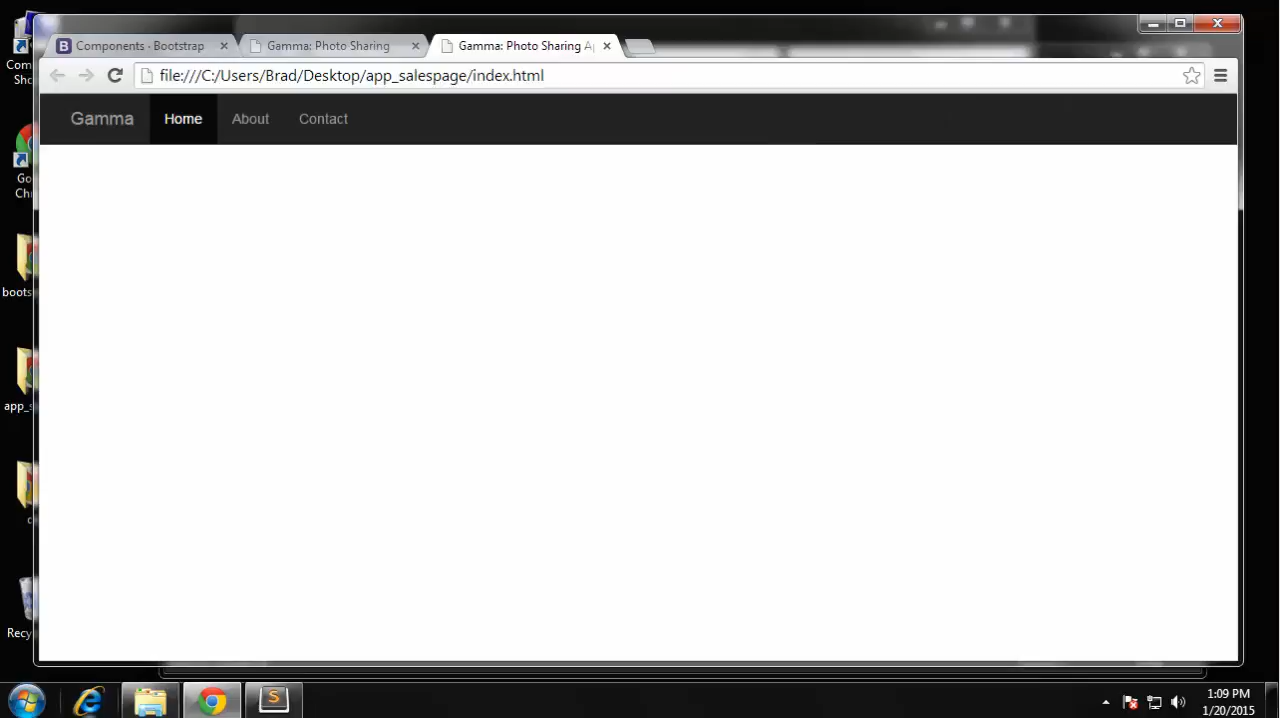 Components · Bootstrap
Gamma: Photo Sharing
Gamma: Photo Sharing A
file:///C:/Users/Brad/Desktop/app_salespage/index.html
Gamma Home About Contact
Com
Sho
Go
Chr
boots
app_s
Recy
1:09 PM
1/20/2015